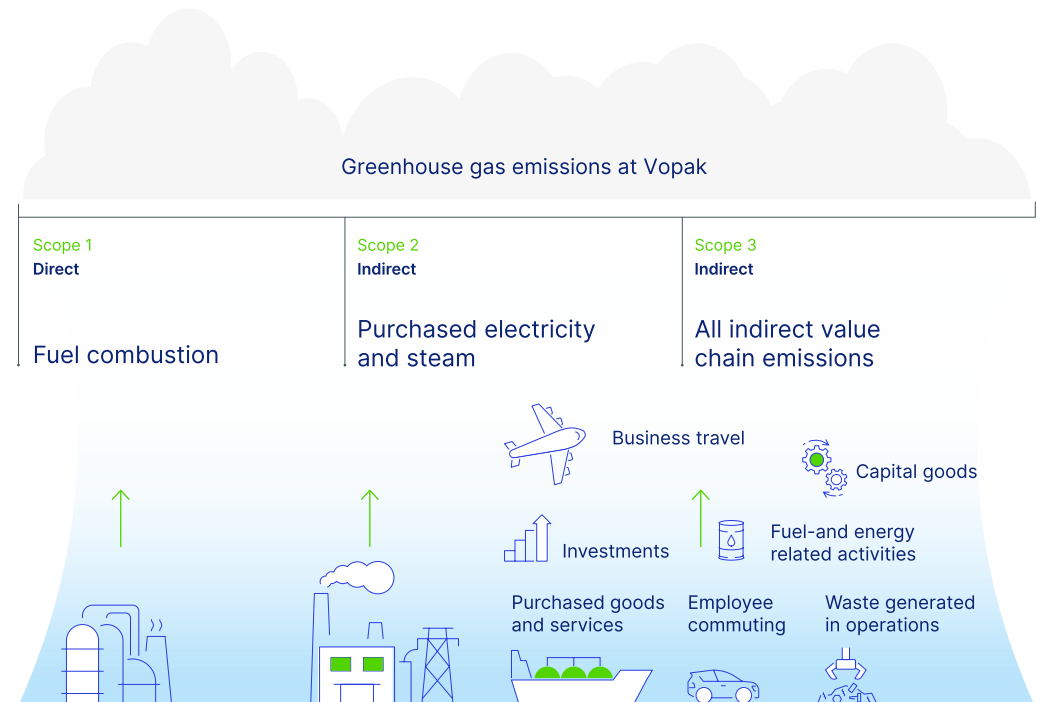 Greenhouse gas emissions at Vopak
Scope 1
Direct
Fuel combustion
Scope 2
Indirect
Purchased electricity
and steam
Scope 3
Indirect
All indirect value
chain emissions
Business travel
Capital goods
Investments
Fuel-and energy
related activities
Purchased goods
and services
Employee
commuting
Waste generated
in operations